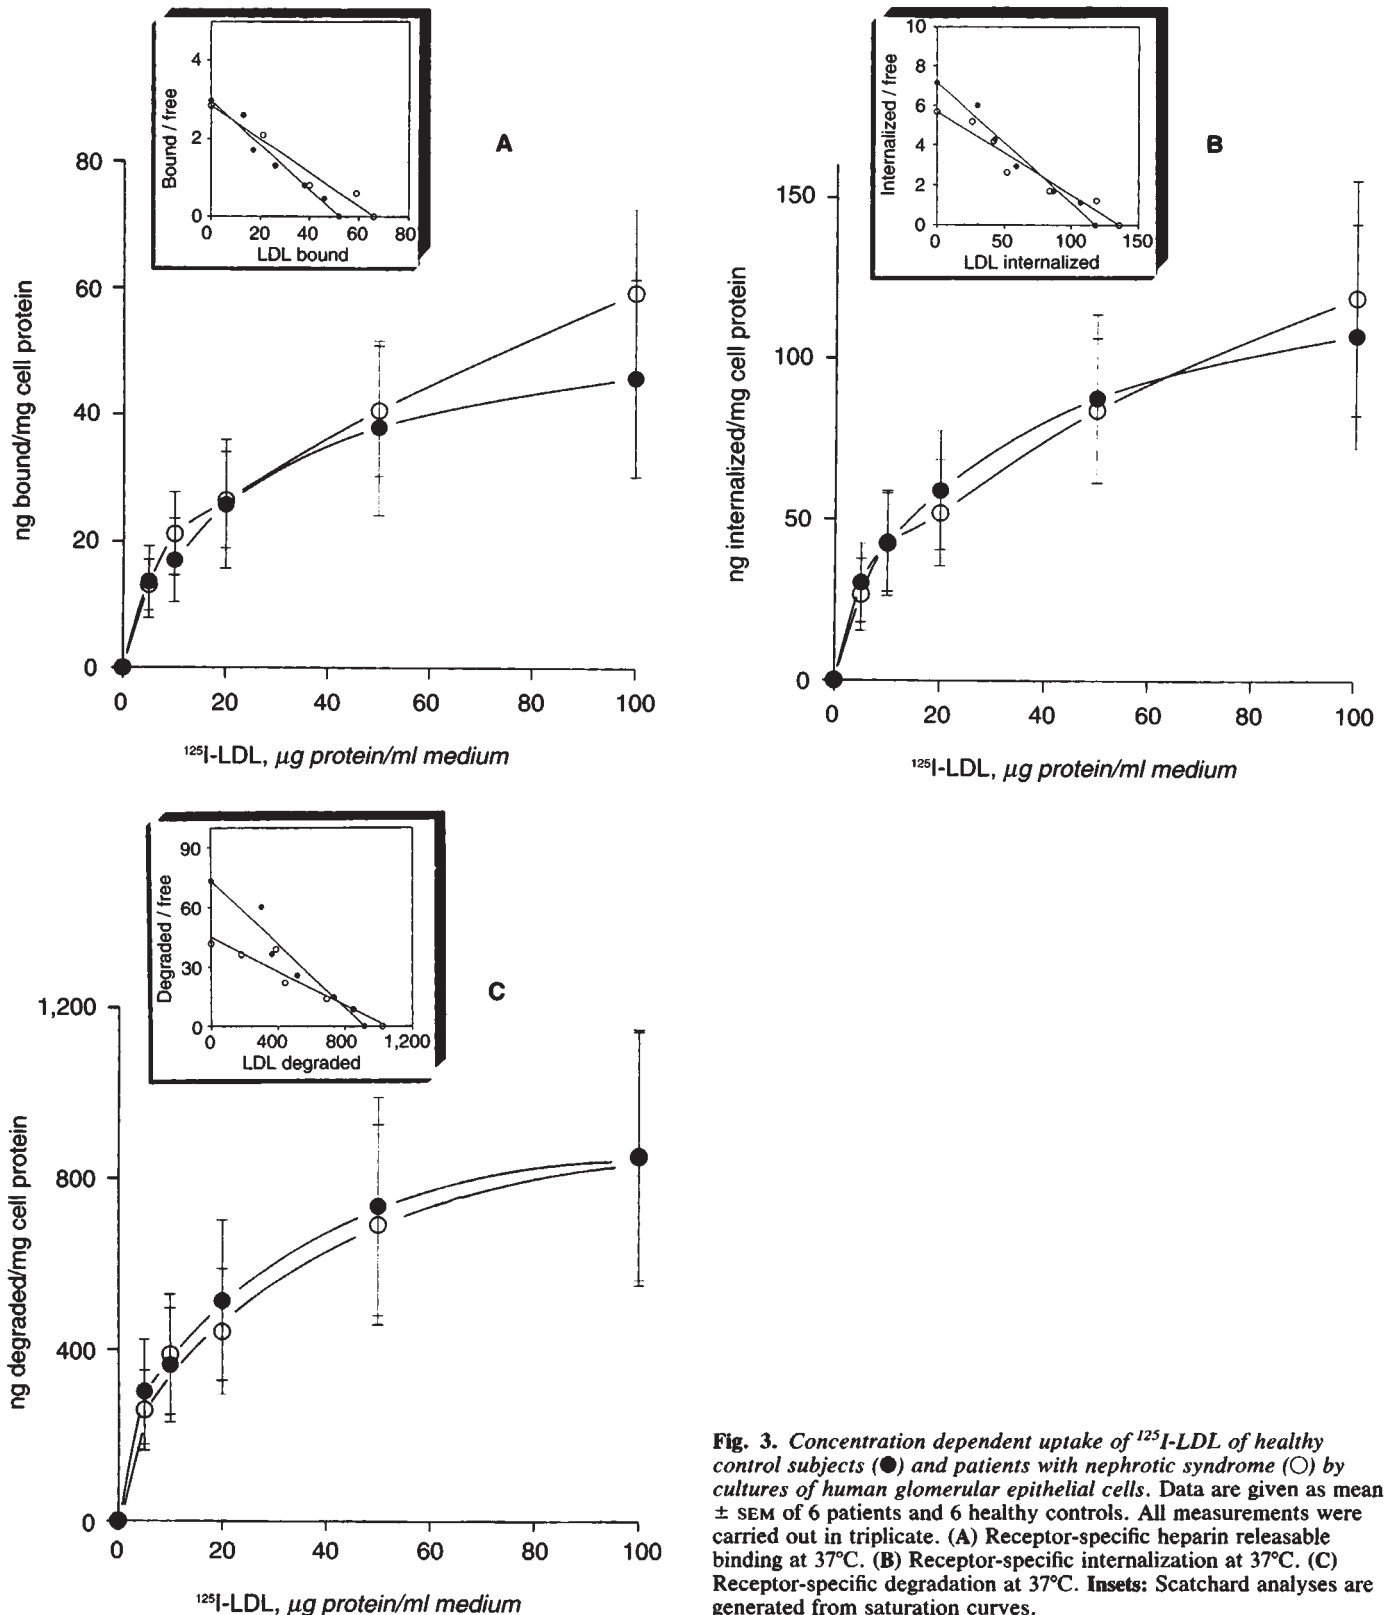 4
2
0
Bound / free
0 20 40 60 80
LDL bound
A
80
60
40
20
0
ng bound/mg cell protein
0 20 40 60 80 100
¹²⁵I-LDL, μg protein/ml medium
10
8
6
4
2
0
Internalized / free
0 50 100 150
LDL internalized
B
150
100
50
0
ng internalized/mg cell protein
0 20 40 60 80 100
¹²⁵I-LDL, μg protein/ml medium
90
60
30
0
Degraded / free
0 400 800 1,200
LDL degraded
C
1,200
800
400
0
ng degraded/mg cell protein
0 20 40 60 80 100
¹²⁵I-LDL, μg protein/ml medium
Fig. 3. Concentration dependent uptake of ¹²⁵I-LDL of healthy
control subjects (●) and patients with nephrotic syndrome (○) by
cultures of human glomerular epithelial cells. Data are given as mean
± SEM of 6 patients and 6 healthy controls. All measurements were
carried out in triplicate. (A) Receptor-specific heparin releasable
binding at 37°C. (B) Receptor-specific internalization at 37°C. (C)
Receptor-specific degradation at 37°C. Insets: Scatchard analyses are
generated from saturation curves.